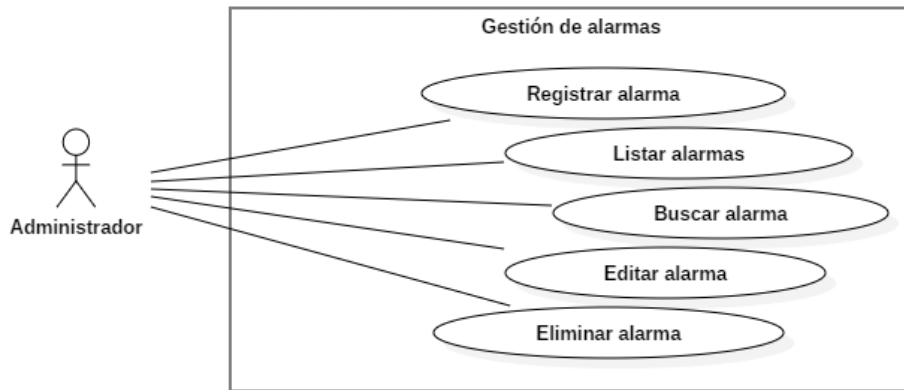 Gestión de alarmas
Registrar alarma
Listar alarmas
Buscar alarma
Administrador
Editar alarma
Eliminar alarma